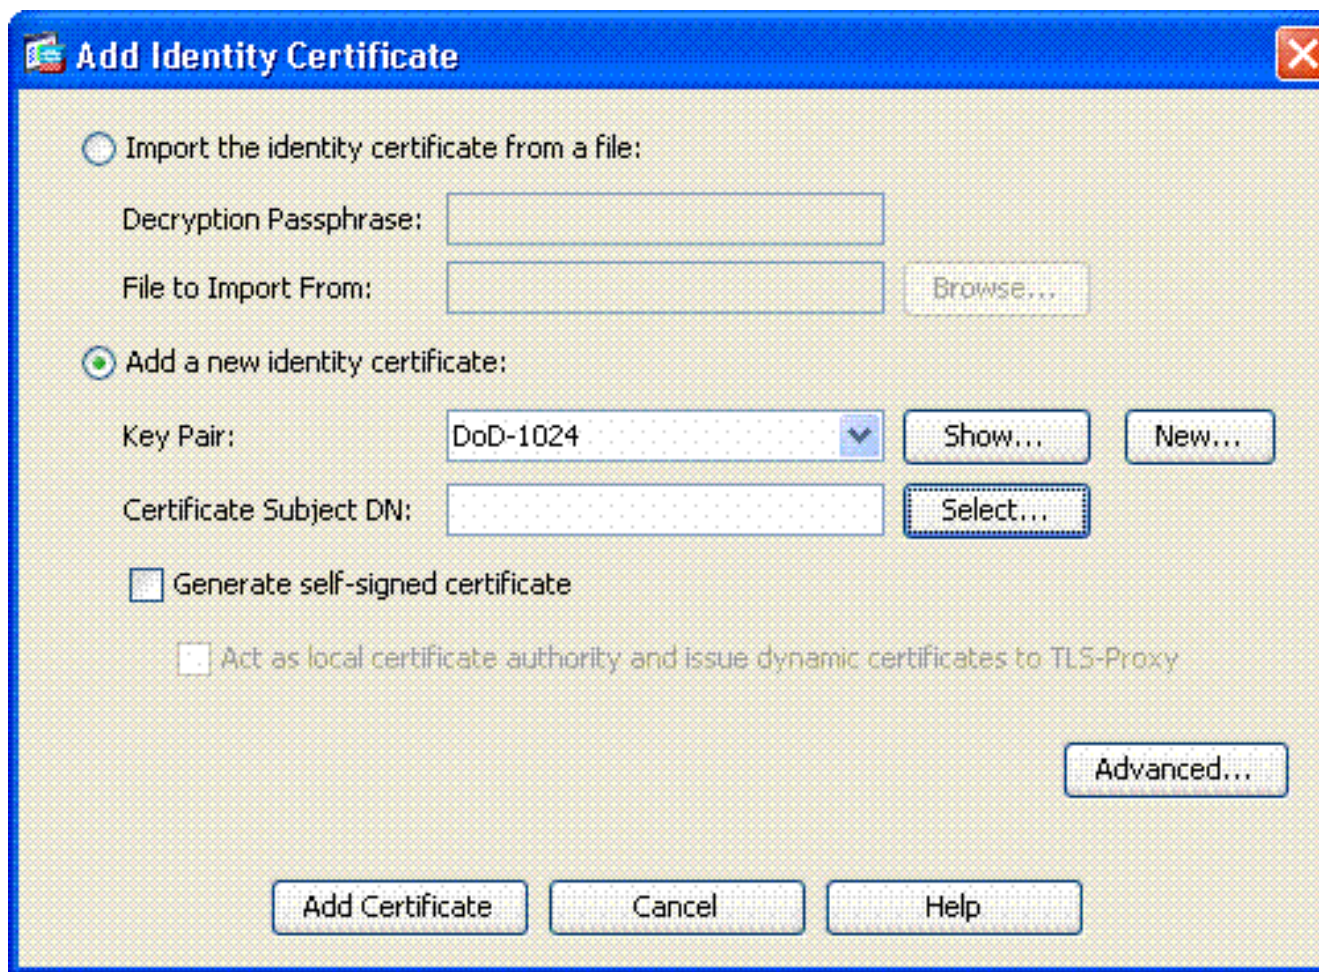 Add Identity Certificate
Import the identity certificate from a file:
Decryption Passphrase:
File to Import From: Browse...
Add a new identity certificate:
Key Pair: DoD-1024 Show... New...
Certificate Subject DN: Select...
Generate self-signed certificate
Act as local certificate authority and issue dynamic certificates to TLS-Proxy
Advanced...
Add Certificate Cancel Help